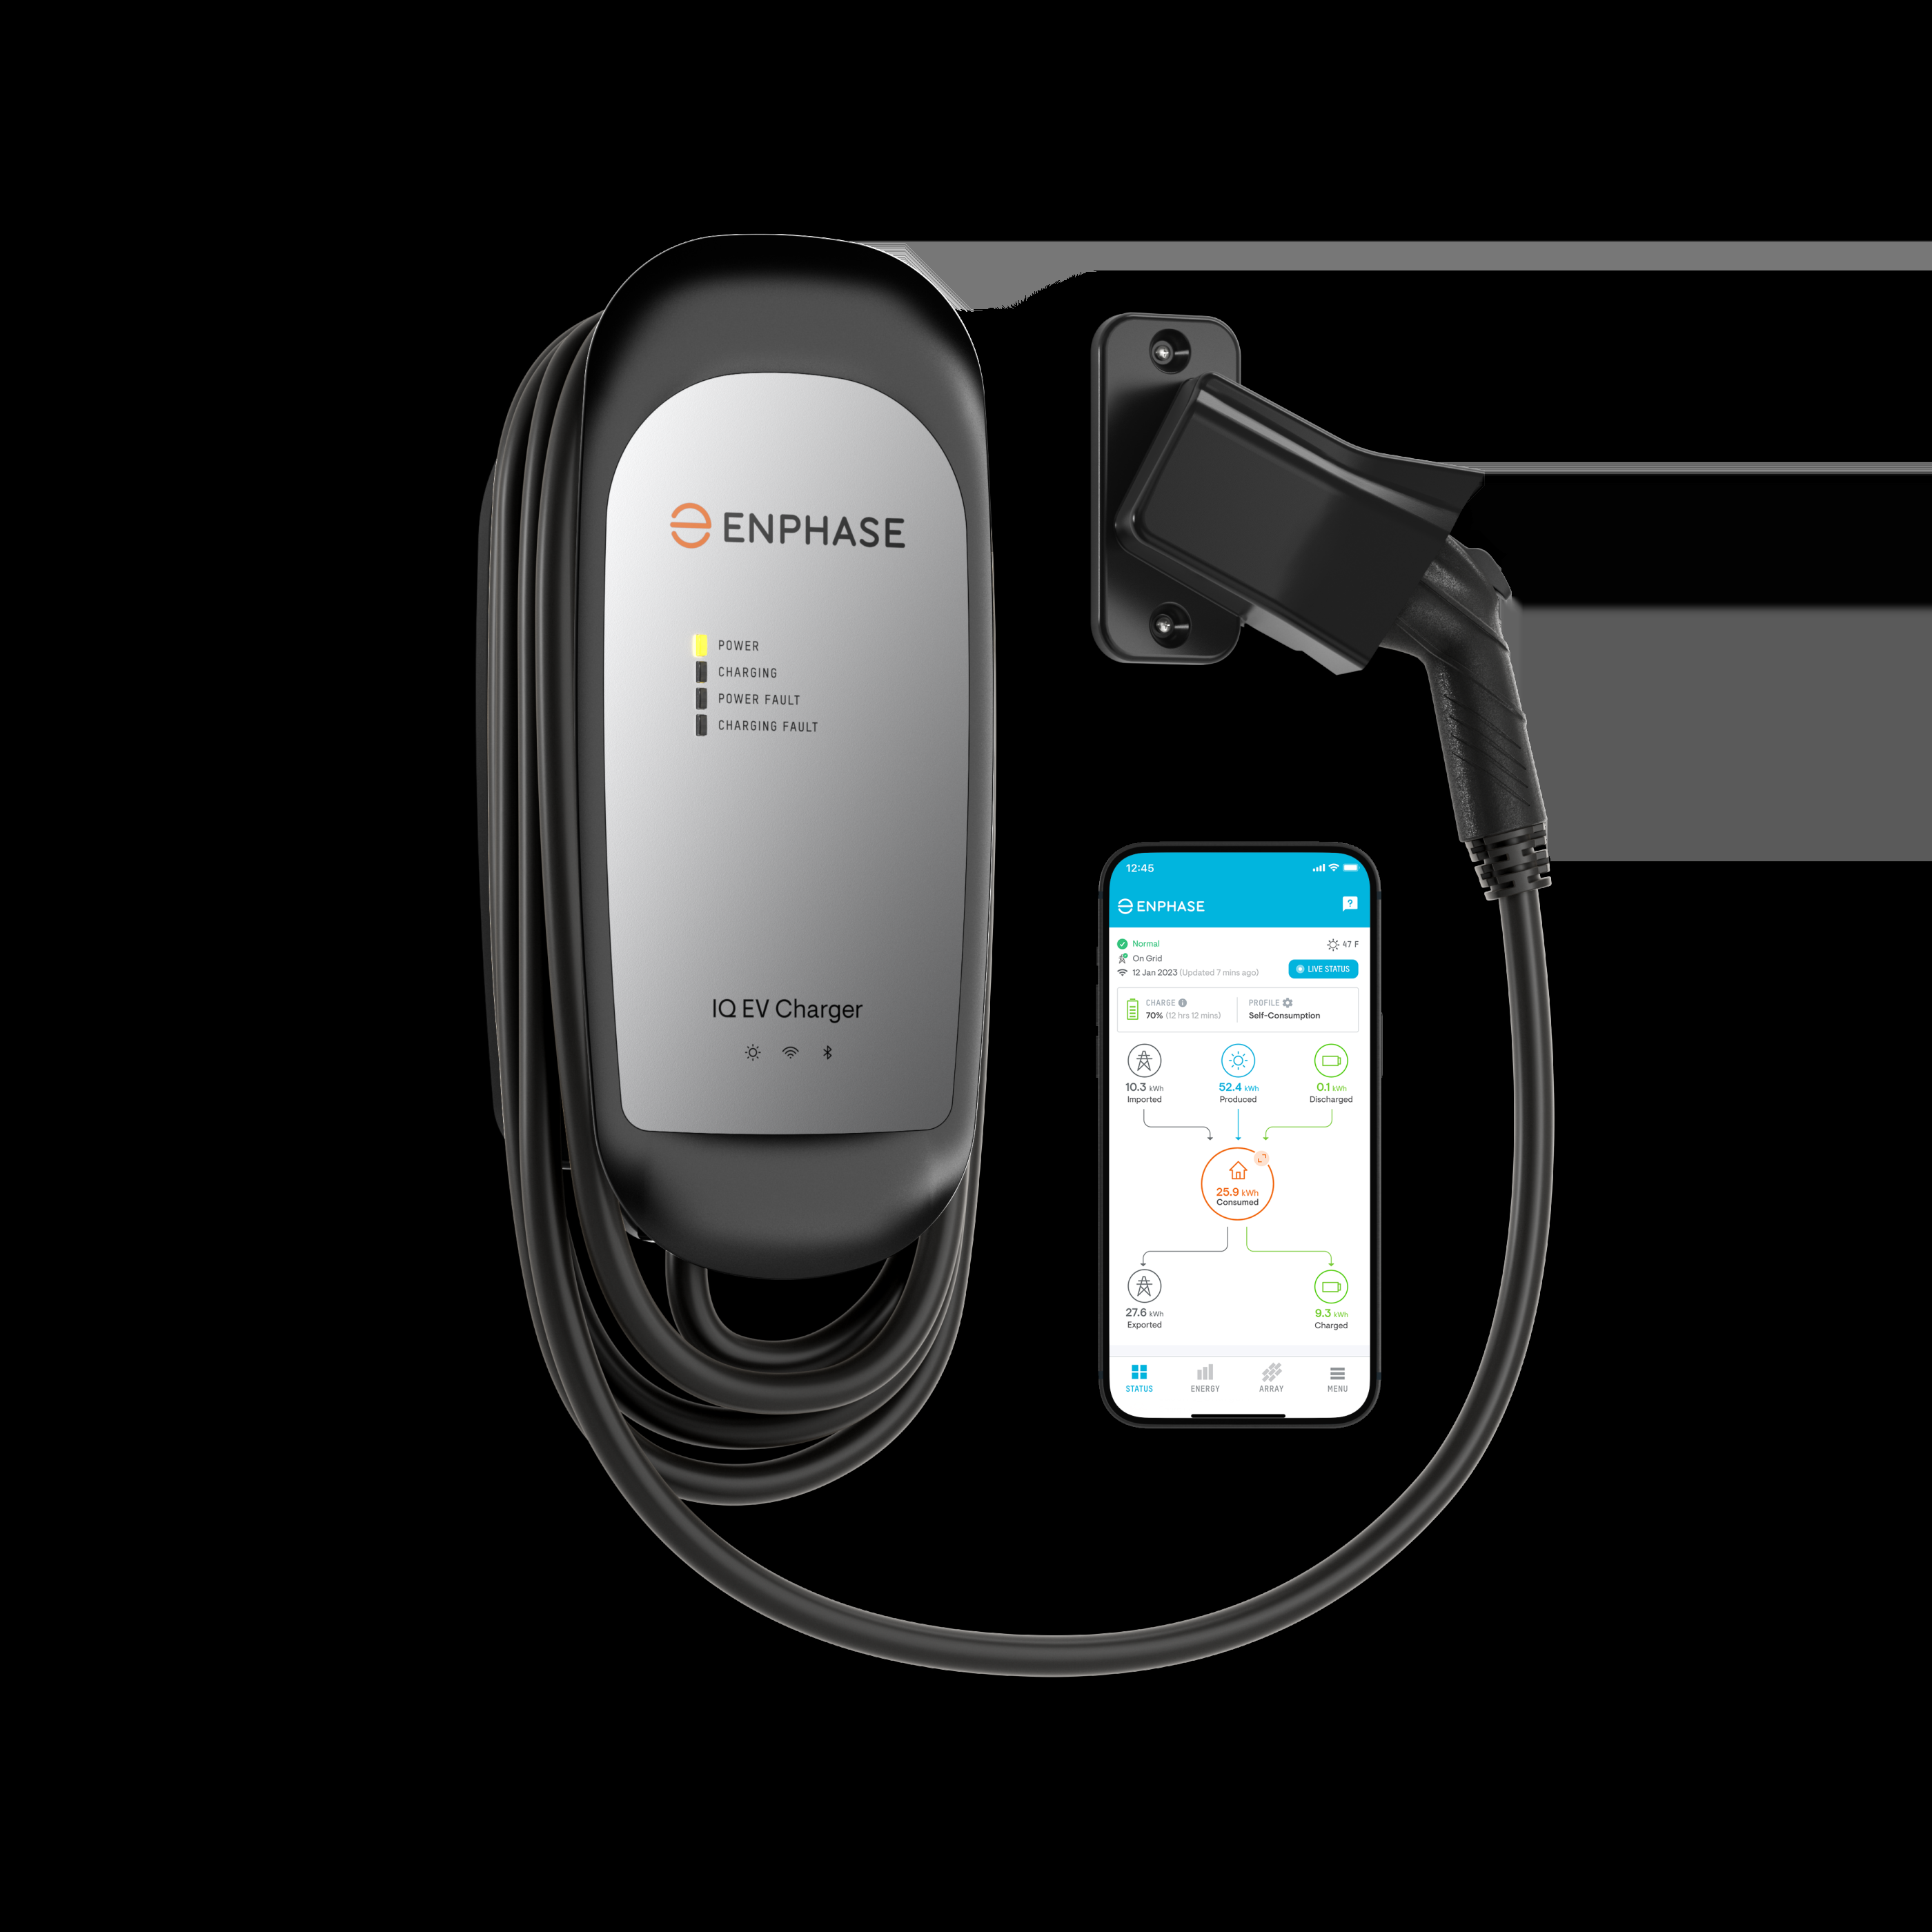 ENPHASE
POWER
CHARGING
POWER FAULT
CHARGING FAULT
IQ EV Charger
12:45
ENPHASE
?
Normal
47 F
On Grid
12 Jan 2023 (Updated 7 mins ago)
LIVE STATUS
CHARGE
PROFILE
70% (12 hrs 12 mins)
Self-Consumption
10.3 kWh
Imported
52.4 kWh
Produced
0.1 kWh
Discharged
25.9 kWh
Consumed
27.6 kWh
Exported
9.3 kWh
Charged
STATUS
ENERGY
ARRAY
MENU